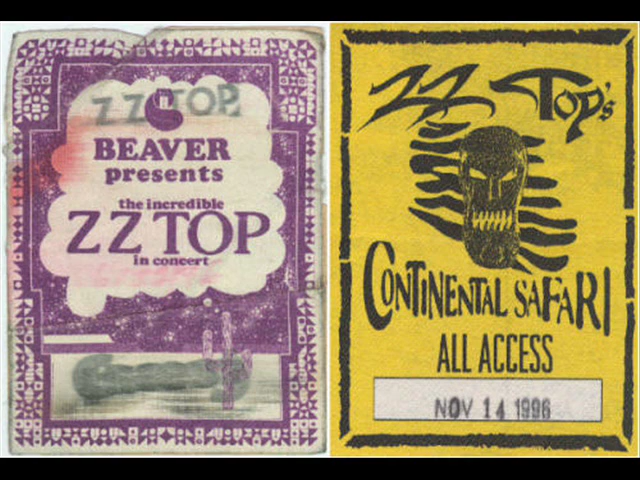 ZZ TOP
BEAVER
presents
the incredible
ZZ TOP
in concert
ZZ Top's
CONTINENTAL SAFARI
ALL ACCESS
NOV 14 1996